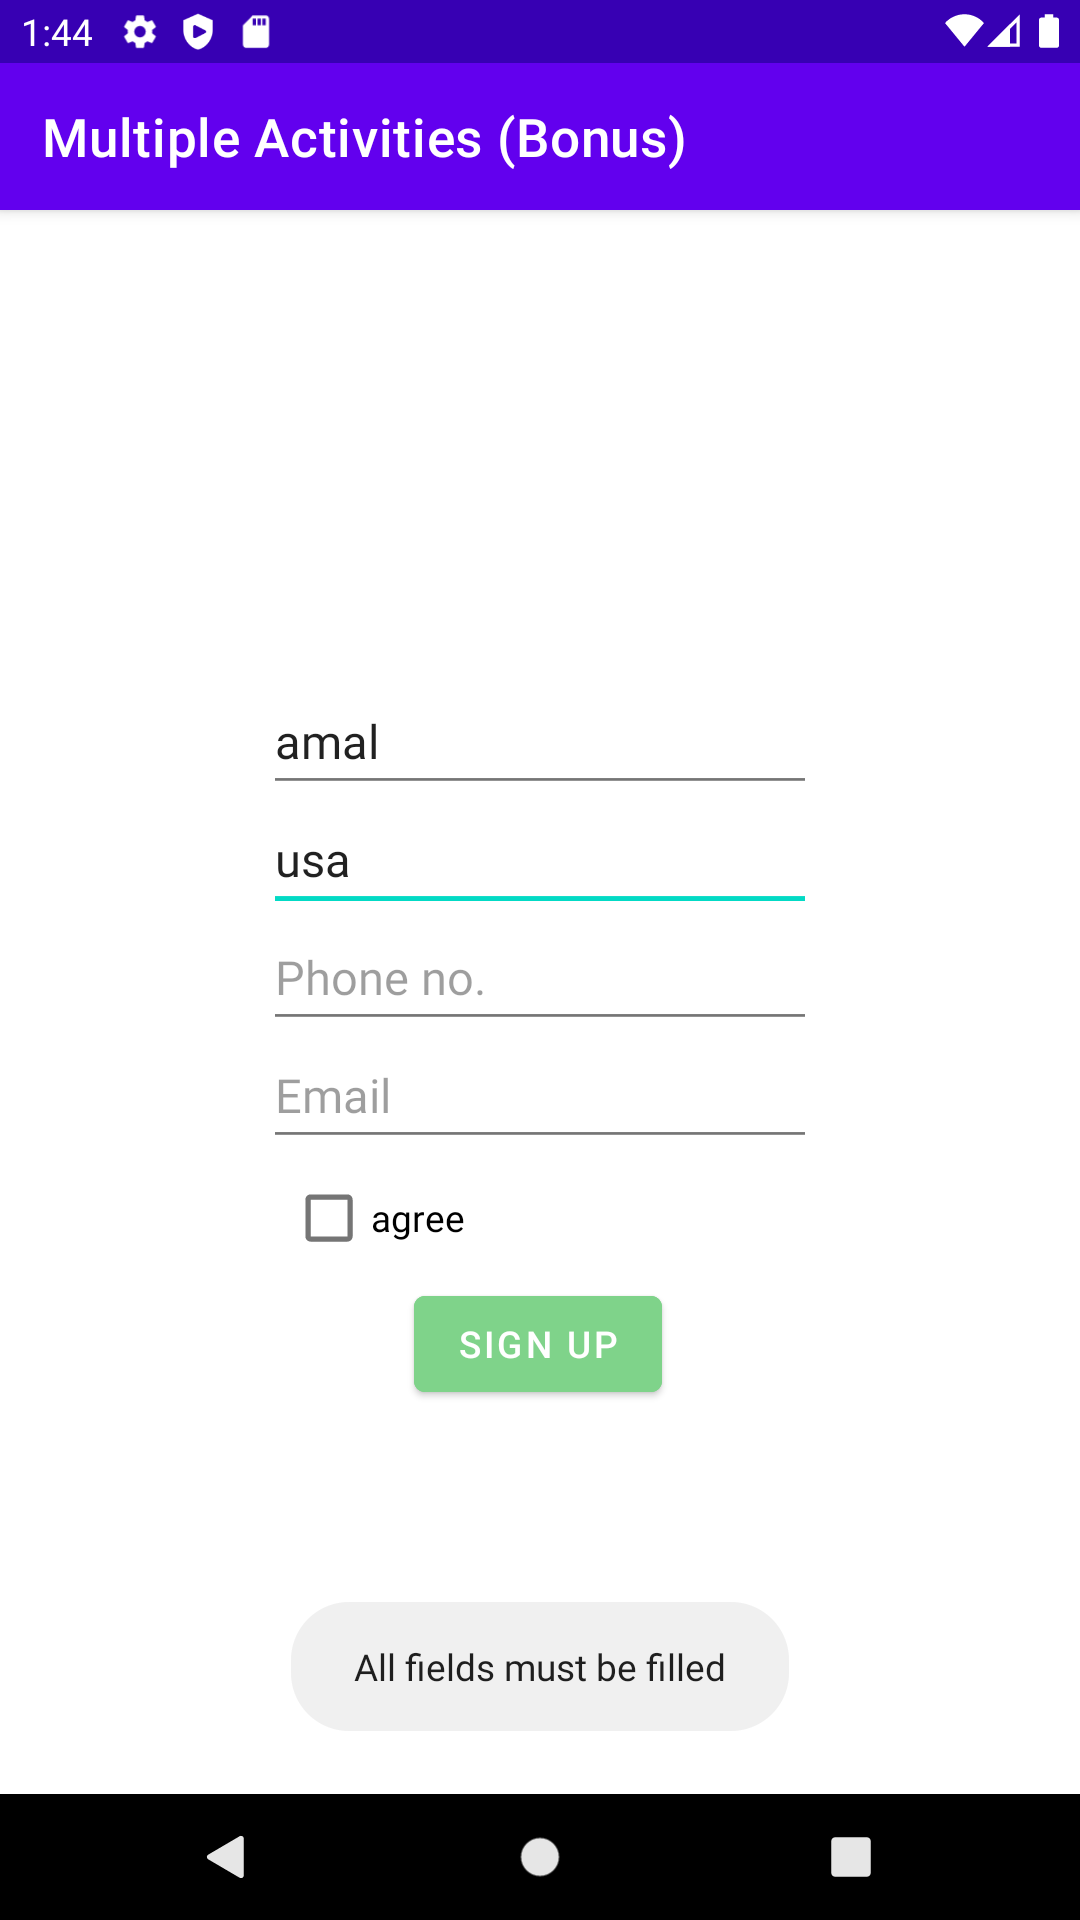 1:44
Multiple Activities (Bonus)
amal
usa
Phone no.
Email
agree
SIGN UP
All fields must be filled